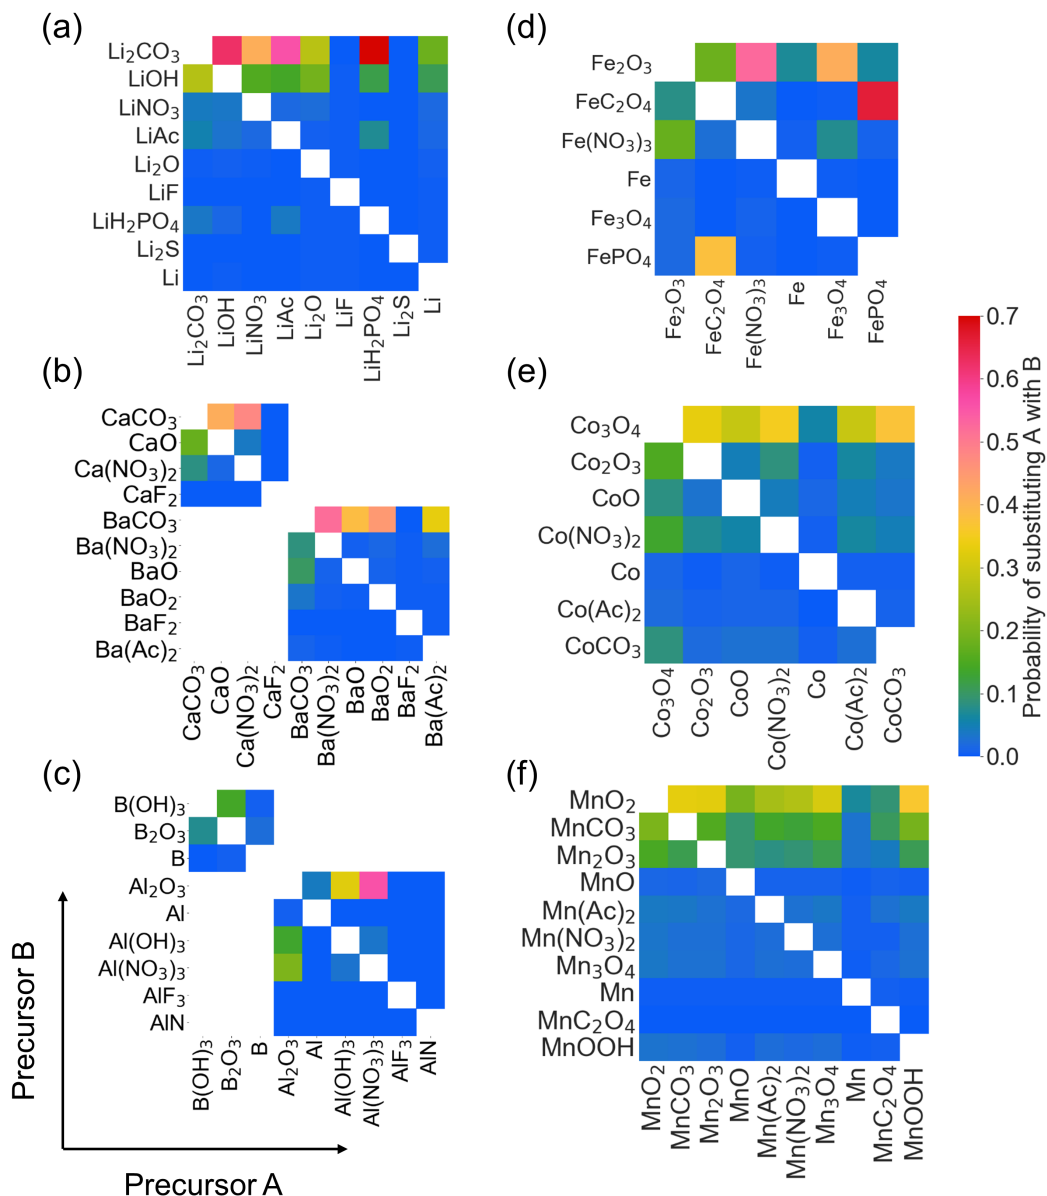 (a)
Li₂CO₃
LiOH
LiNO₃
LiAc
Li₂O
LiF
LiH₂PO₄
Li₂S
Li
Li₂CO₃
LiOH
LiNO₃
LiAc
Li₂O
LiF
LiH₂PO₄
Li₂S
Li
(b)
CaCO₃
CaO
Ca(NO₃)₂
CaF₂
BaCO₃
Ba(NO₃)₂
BaO
BaO₂
BaF₂
Ba(Ac)₂
CaCO₃
CaO
Ca(NO₃)₂
CaF₂
BaCO₃
Ba(NO₃)₂
BaO
BaO₂
BaF₂
Ba(Ac)₂
(c)
B(OH)₃
B₂O₃
B
Al₂O₃
Al
Al(OH)₃
Al(NO₃)₃
AlF₃
AlN
B(OH)₃
B₂O₃
B
Al₂O₃
Al
Al(OH)₃
Al(NO₃)₃
AlF₃
AlN
Precursor B
Precursor A
(d)
Fe₂O₃
FeC₂O₄
Fe(NO₃)₃
Fe
Fe₃O₄
FePO₄
Fe₂O₃
FeC₂O₄
Fe(NO₃)₃
Fe
Fe₃O₄
FePO₄
(e)
Co₃O₄
Co₂O₃
CoO
Co(NO₃)₂
Co
Co(Ac)₂
CoCO₃
Co₃O₄
Co₂O₃
CoO
Co(NO₃)₂
Co
Co(Ac)₂
CoCO₃
(f)
MnO₂
MnCO₃
Mn₂O₃
MnO
Mn(Ac)₂
Mn(NO₃)₂
Mn₃O₄
Mn
MnC₂O₄
MnOOH
MnO₂
MnCO₃
Mn₂O₃
MnO
Mn(Ac)₂
Mn(NO₃)₂
Mn₃O₄
Mn
MnC₂O₄
MnOOH
0.7
0.6
0.5
0.4
0.3
0.2
0.1
0.0
Probability of substituting A with B